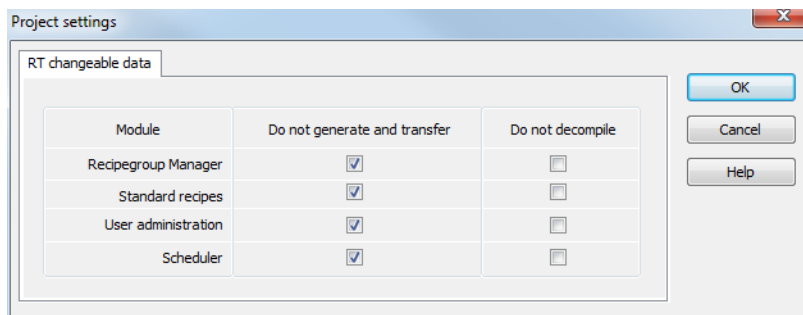 Project settings
RT changeable data
OK
Module Do not generate and transfer Do not decompile
Cancel
Recipegroup Manager
Help
Standard recipes
User administration
Scheduler